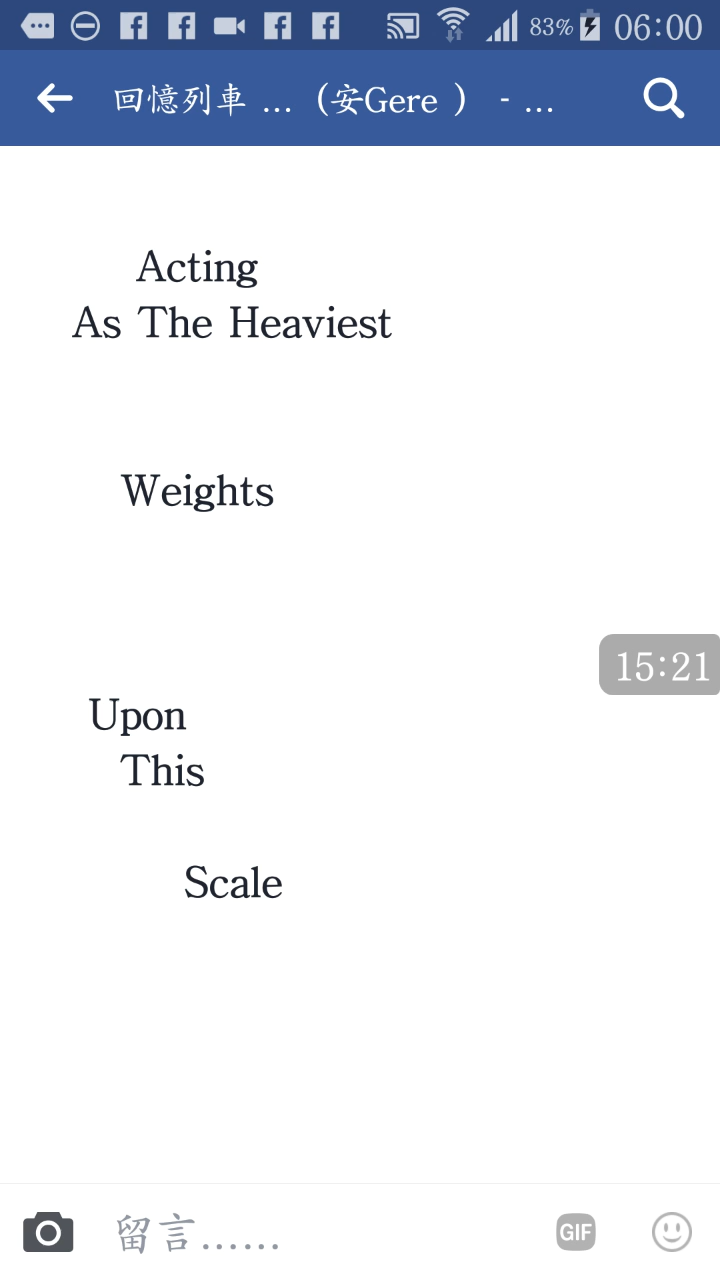 83% 06:00
回憶列車 ... (安Gere ) - ...
Acting
As The Heaviest
Weights
15:21
Upon
This
Scale
留言......
GIF